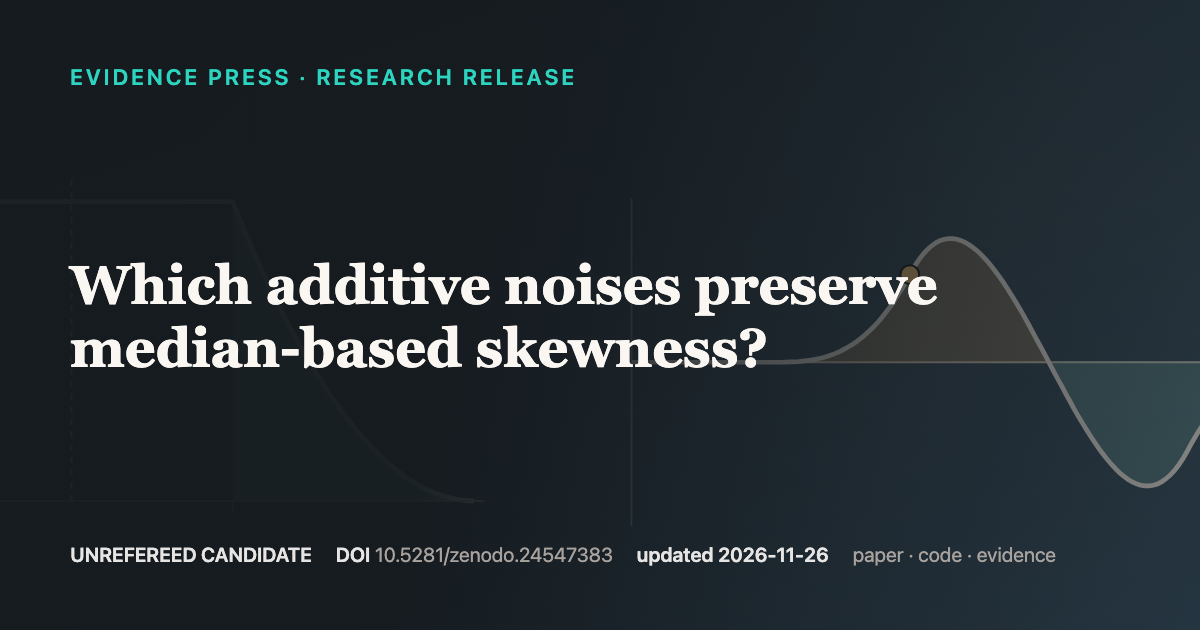 EVIDENCE PRESS · RESEARCH RELEASE
Which additive noises preserve
median-based skewness?
UNREFEREED CANDIDATE DOI 10.5281/zenodo.24547383 updated 2026-11-26 paper · code · evidence